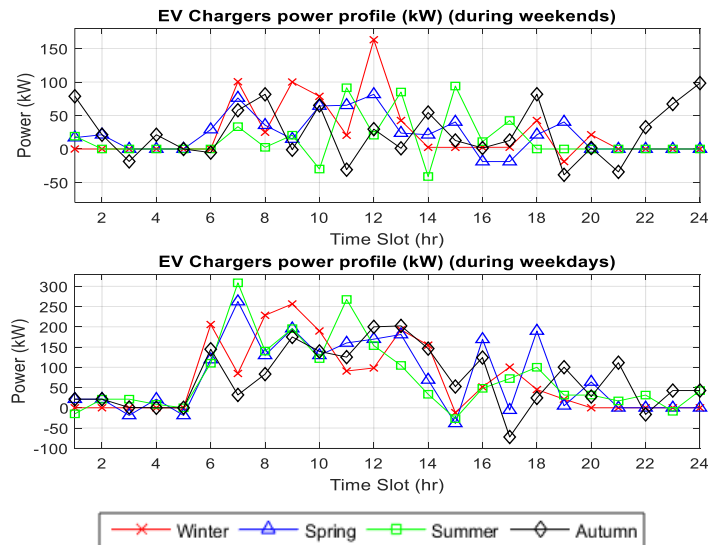 EV Chargers power profile (kW) (during weekends)
150
100
50
0
-50
Power (kW)
2 4 6 8 10 12 14 16 18 20 22 24
Time Slot (hr)
EV Chargers power profile (kW) (during weekdays)
300
250
200
150
100
50
0
-50
-100
Power (kW)
2 4 6 8 10 12 14 16 18 20 22 24
Time Slot (hr)
Winter Spring Summer Autumn